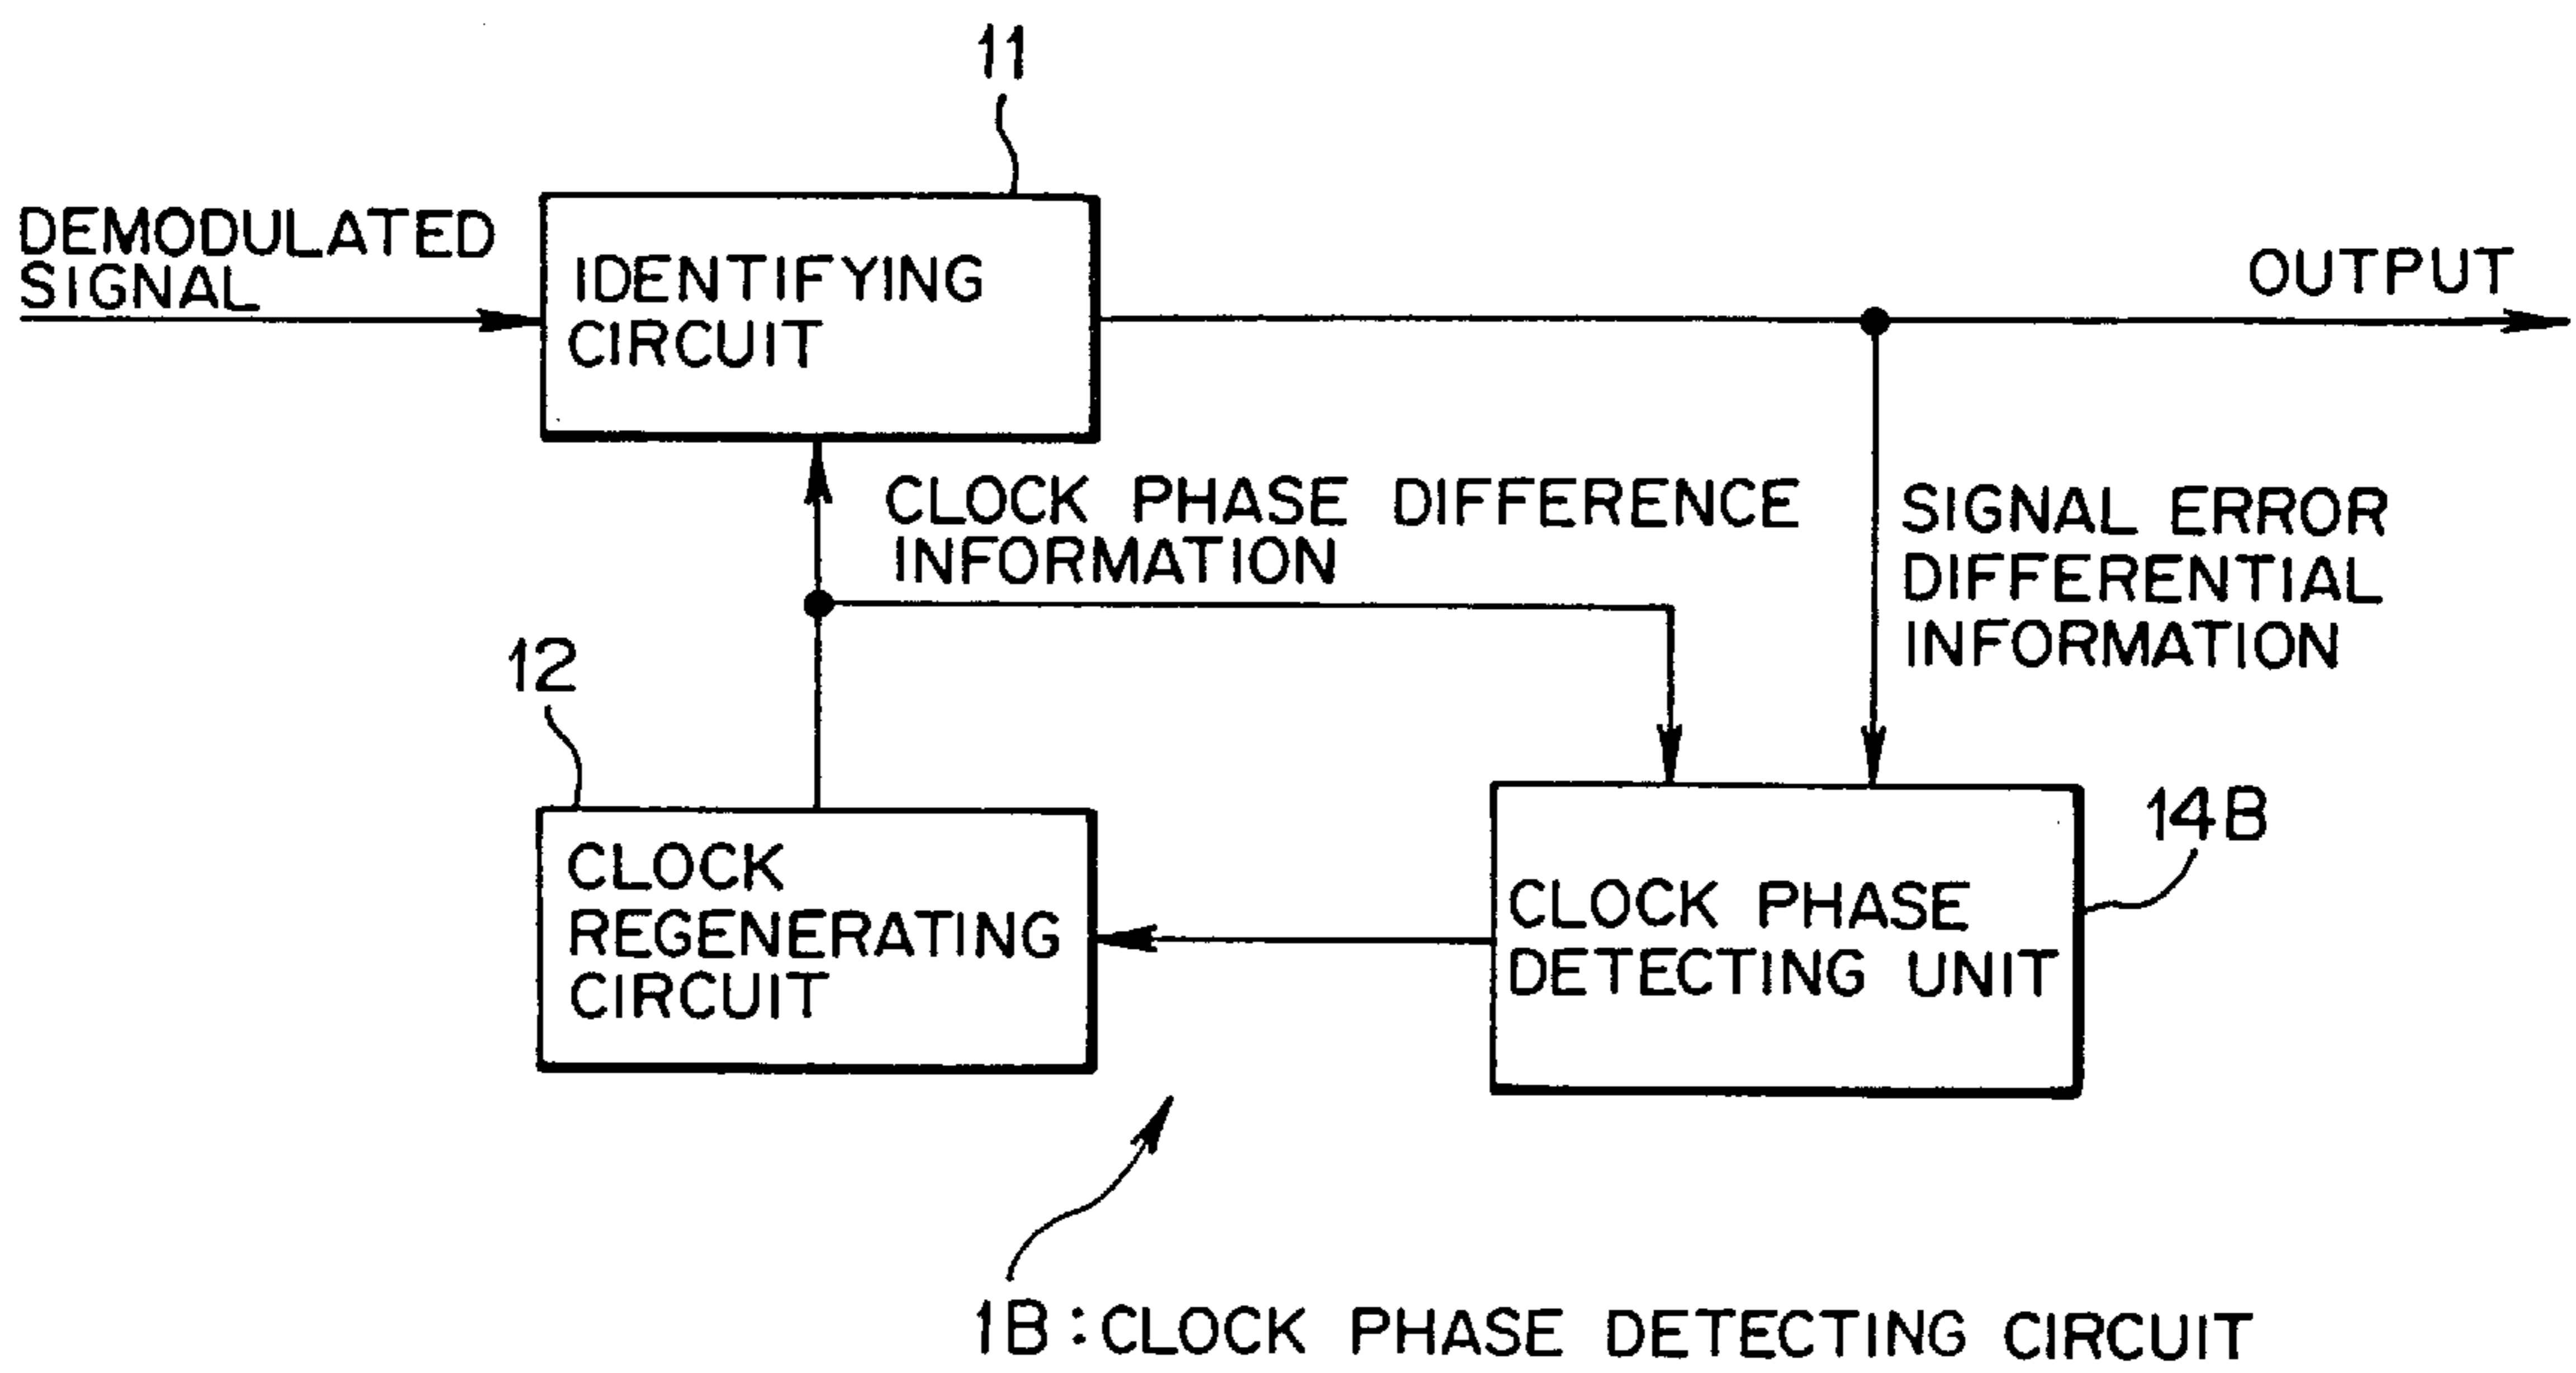 11
DEMODULATED
SIGNAL
IDENTIFYING
CIRCUIT
OUTPUT
CLOCK PHASE DIFFERENCE
INFORMATION
SIGNAL ERROR
DIFFERENTIAL
INFORMATION
12
CLOCK
REGENERATING
CIRCUIT
14B
CLOCK PHASE
DETECTING UNIT
1B : CLOCK PHASE DETECTING CIRCUIT